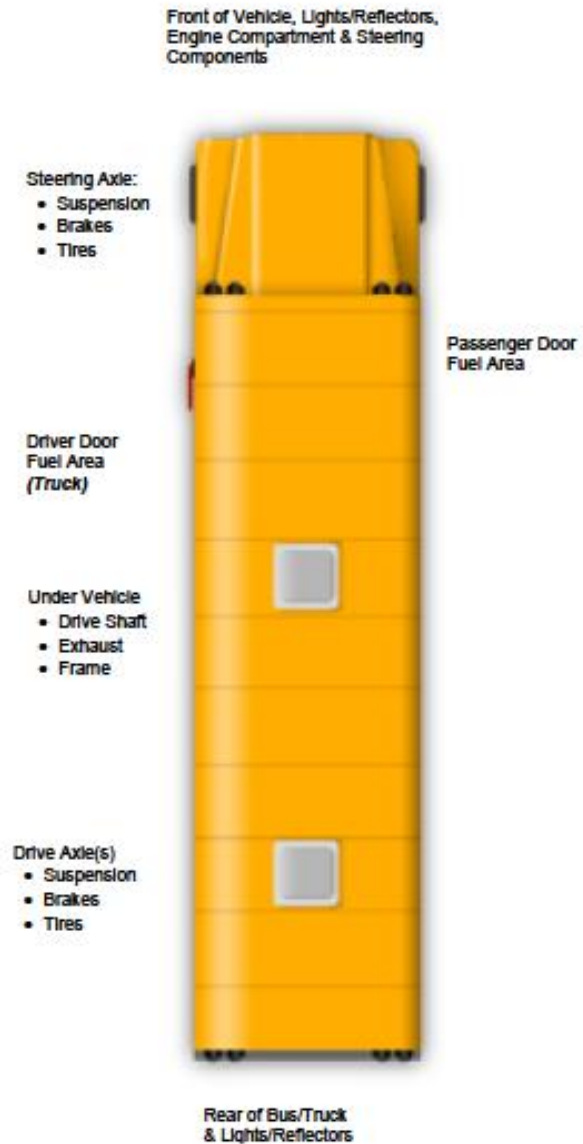 Front of Vehicle, Lights/Reflectors,
Engine Compartment & Steering
Components
Steering Axle:
• Suspension
• Brakes
• Tires
Passenger Door
Fuel Area
Driver Door
Fuel Area
(Truck)
Under Vehicle
• Drive Shaft
• Exhaust
• Frame
Drive Axle(s)
• Suspension
• Brakes
• Tires
Rear of Bus/Truck
& Lights/Reflectors